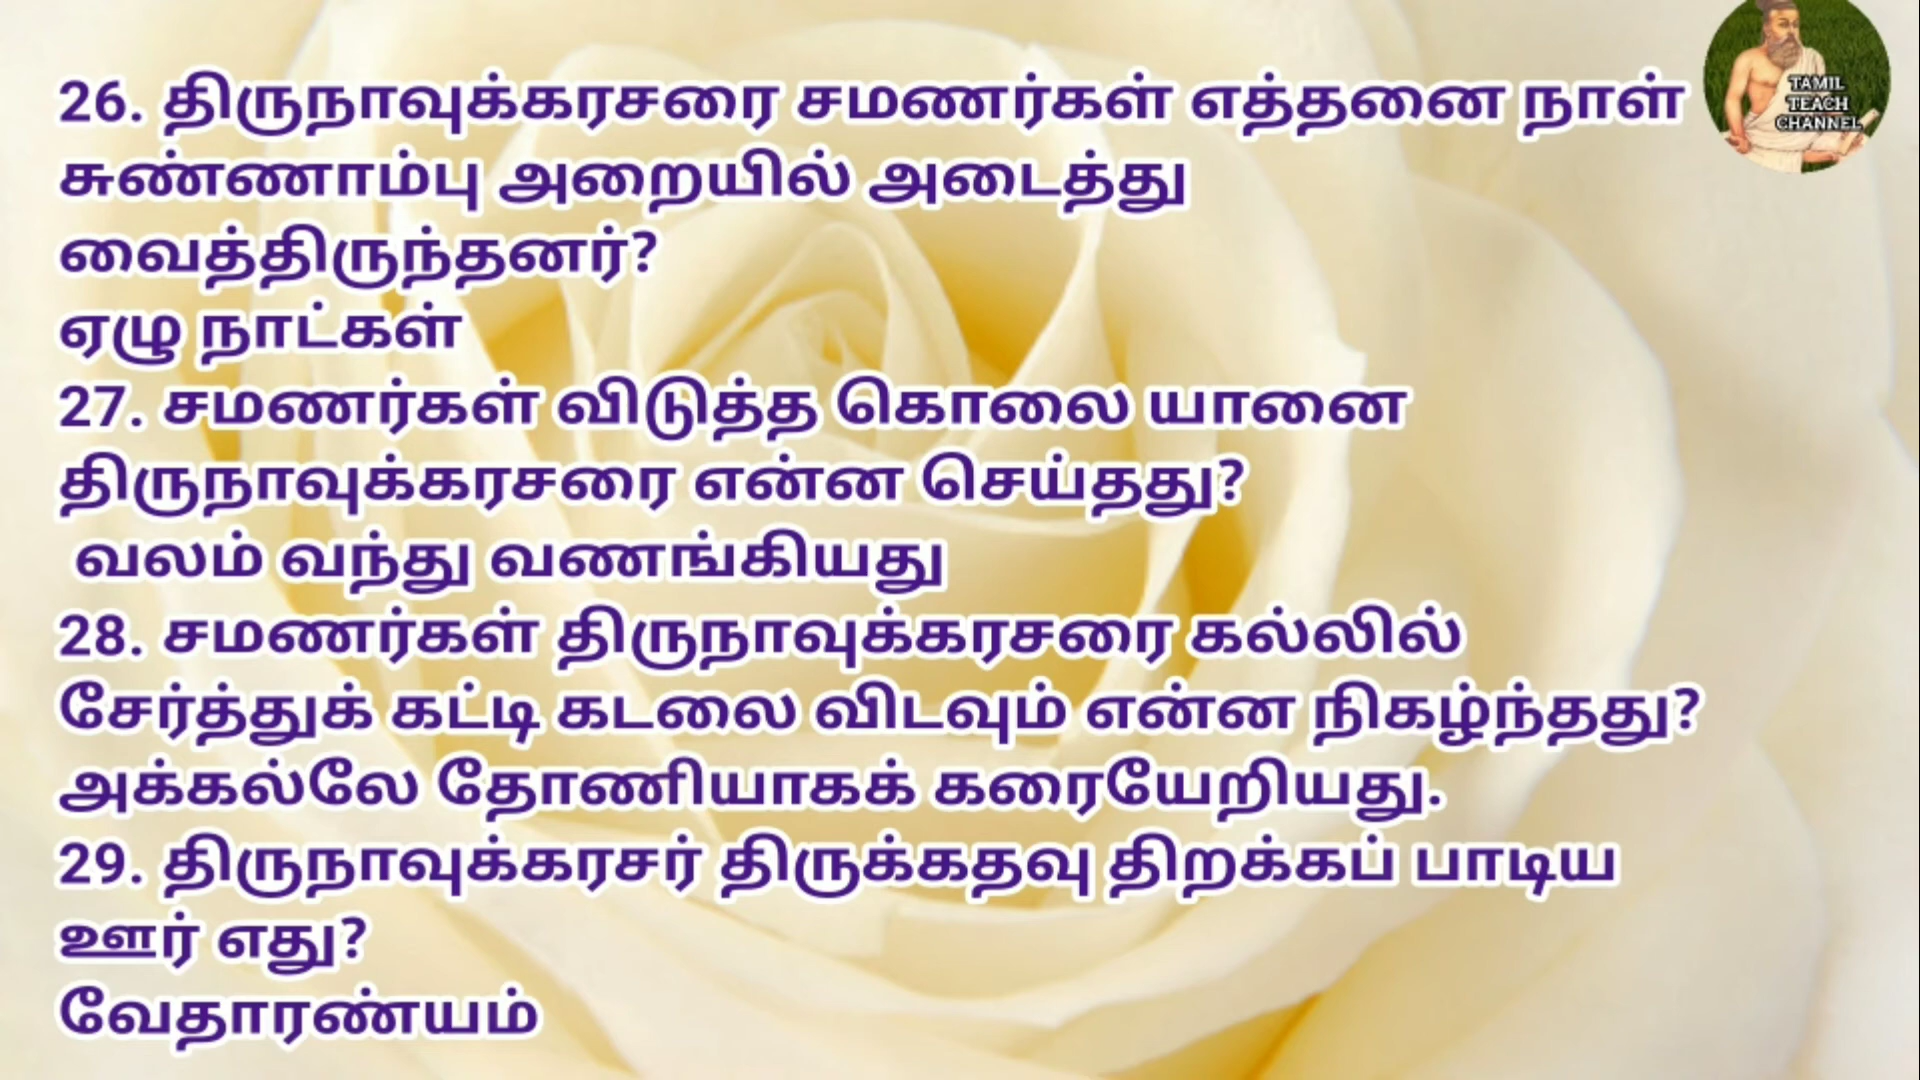 26. திருநாவுக்கரசரை சமணர்கள் எத்தனை நாள்
சுண்ணாம்பு அறையில் அடைத்து
வைத்திருந்தனர்?
ஏழு நாட்கள்
27. சமணர்கள் விடுத்த கொலை யானை
திருநாவுக்கரசரை என்ன செய்தது?
வலம் வந்து வணங்கியது
28. சமணர்கள் திருநாவுக்கரசரை கல்லில்
சேர்த்துக் கட்டி கடலை விடவும் என்ன நிகழ்ந்தது?
அக்கல்லே தோணியாகக் கரையேறியது.
29. திருநாவுக்கரசர் திருக்கதவு திறக்கப் பாடிய
ஊர் எது?
வேதாரண்யம்
TAMIL
TEACH
CHANNEL